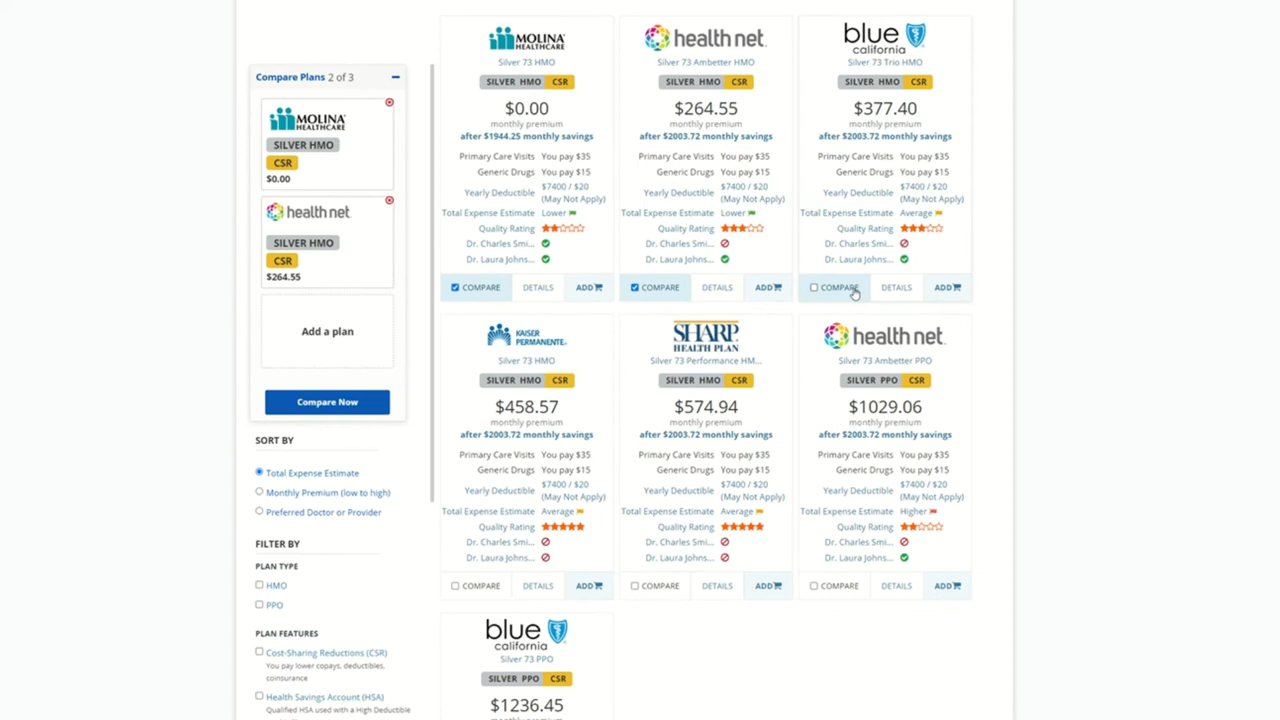 Compare Plans 2 of 3
MOLINA HEALTHCARE
SILVER HMO
CSR
$0.00
health net.
SILVER HMO
CSR
$264.55
Add a plan
Compare Now
SORT BY
Total Expense Estimate
Monthly Premium (low to high)
Preferred Doctor or Provider
FILTER BY
PLAN TYPE
HMO
PPO
PLAN FEATURES
Cost-Sharing Reductions (CSR)
You pay lower copays, deductibles,
coinsurance
Health Savings Account (HSA)
Qualified HSA used with a High Deductible
MOLINA
HEALTHCARE
Silver 73 HMO
SILVER HMO CSR
$0.00
monthly premium
after $1944.25 monthly savings
Primary Care Visits You pay $35
Generic Drugs You pay $15
Yearly Deductible $7400 / $20
(May Not Apply)
Total Expense Estimate Lower
Quality Rating
Dr. Charles Smi...
Dr. Laura Johns...
COMPARE DETAILS ADD
health net.
Silver 73 Ambetter HMO
SILVER HMO CSR
$264.55
monthly premium
after $2003.72 monthly savings
Primary Care Visits You pay $35
Generic Drugs You pay $15
Yearly Deductible $7400 / $20
(May Not Apply)
Total Expense Estimate Lower
Quality Rating
Dr. Charles Smi...
Dr. Laura Johns...
COMPARE DETAILS ADD
blue
california
Silver 73 Trio HMO
SILVER HMO CSR
$377.40
monthly premium
after $2003.72 monthly savings
Primary Care Visits You pay $35
Generic Drugs You pay $15
Yearly Deductible $7400 / $20
(May Not Apply)
Total Expense Estimate Average
Quality Rating
Dr. Charles Smi...
Dr. Laura Johns...
COMPARE DETAILS ADD
KAISER
PERMANENTE.
Silver 73 HMO
SILVER HMO CSR
$458.57
monthly premium
after $2003.72 monthly savings
Primary Care Visits You pay $35
Generic Drugs You pay $15
Yearly Deductible $7400 / $20
(May Not Apply)
Total Expense Estimate Average
Quality Rating
Dr. Charles Smi...
Dr. Laura Johns...
COMPARE DETAILS ADD
SHARP
HEALTH PLAN
Silver 73 Performance HM...
SILVER HMO CSR
$574.94
monthly premium
after $2003.72 monthly savings
Primary Care Visits You pay $35
Generic Drugs You pay $15
Yearly Deductible $7400 / $20
(May Not Apply)
Total Expense Estimate Average
Quality Rating
Dr. Charles Smi...
Dr. Laura Johns...
COMPARE DETAILS ADD
health net.
Silver 73 Ambetter PPO
SILVER PPO CSR
$1029.06
monthly premium
after $2003.72 monthly savings
Primary Care Visits You pay $35
Generic Drugs You pay $15
Yearly Deductible $7400 / $20
(May Not Apply)
Total Expense Estimate Higher
Quality Rating
Dr. Charles Smi...
Dr. Laura Johns...
COMPARE DETAILS ADD
blue
california
Silver 73 PPO
SILVER PPO CSR
$1236.45